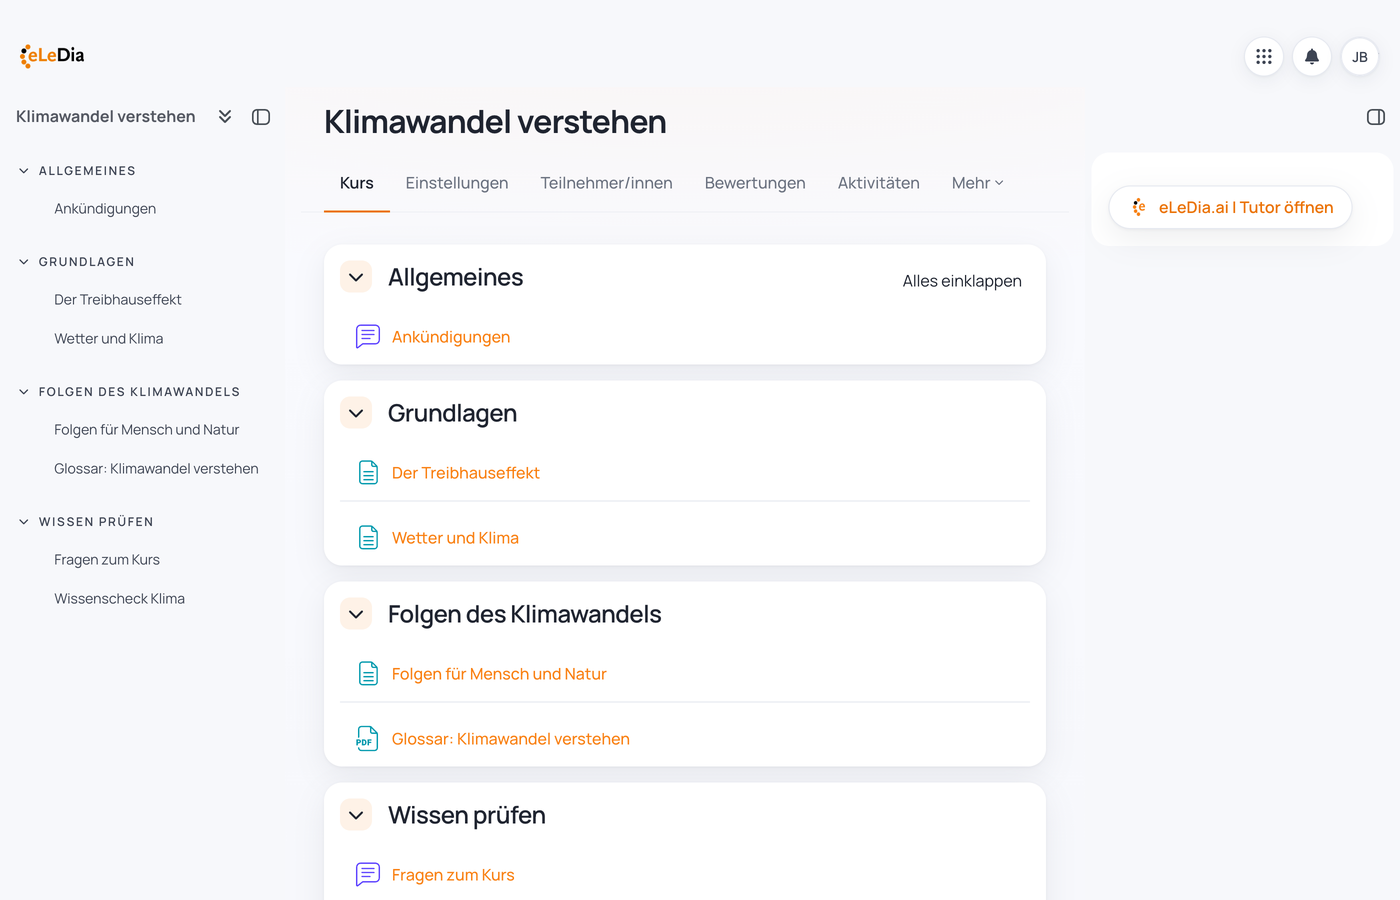 eLeDia
JB
Klimawandel verstehen
ALLGEMEINES
Ankündigungen
GRUNDLAGEN
Der Treibhauseffekt
Wetter und Klima
FOLGEN DES KLIMAWANDELS
Folgen für Mensch und Natur
Glossar: Klimawandel verstehen
WISSEN PRÜFEN
Fragen zum Kurs
Wissenscheck Klima
Klimawandel verstehen
Kurs Einstellungen Teilnehmer/innen Bewertungen Aktivitäten Mehr
Allgemeines
Alles einklappen
Ankündigungen
Grundlagen
Der Treibhauseffekt
Wetter und Klima
Folgen des Klimawandels
Folgen für Mensch und Natur
PDF
Glossar: Klimawandel verstehen
Wissen prüfen
Fragen zum Kurs
e
eLeDia.ai | Tutor öffnen